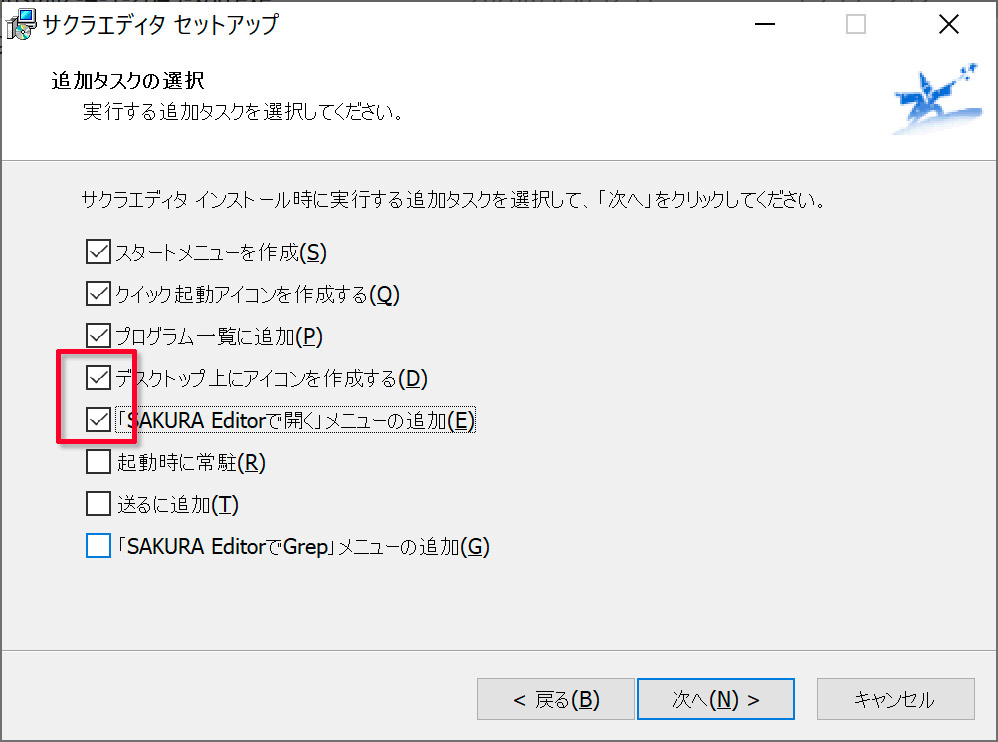 サクラエディタ セットアップ
追加タスクの選択
実行する追加タスクを選択してください。
サクラエディタ インストール時に実行する追加タスクを選択して、「次へ」をクリックしてください。
スタートメニューを作成(S)
クイック起動アイコンを作成する(Q)
プログラム一覧に追加(P)
デスクトップ上にアイコンを作成する(D)
「SAKURA Editorで開く」メニューの追加(E)
起動時に常駐(R)
送るに追加(T)
「SAKURA EditorでGrep」メニューの追加(G)
< 戻る(B)
次へ(N) >
キャンセル